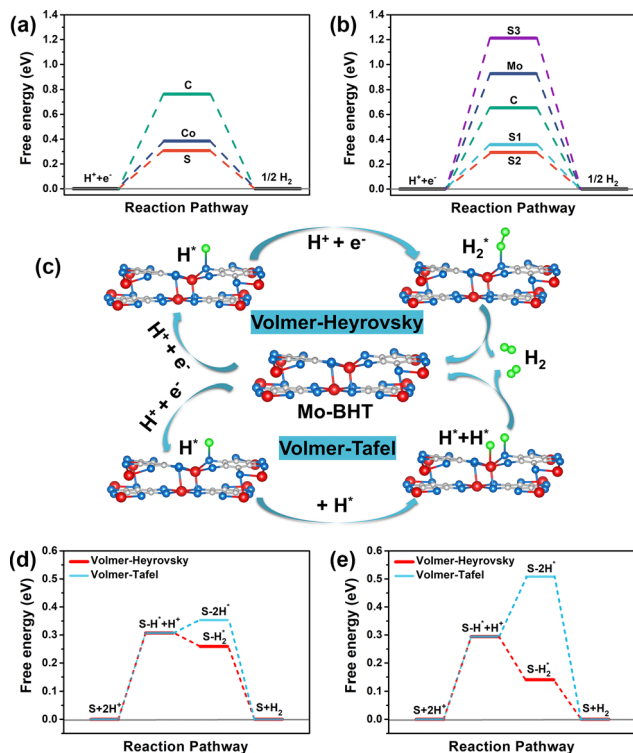 (a)
Free energy (eV)
1.4
1.2
1.0
0.8
0.6
0.4
0.2
0.0
C
Co
S
H⁺+e⁻
1/2 H₂
Reaction Pathway
(b)
Free energy (eV)
1.4
1.2
1.0
0.8
0.6
0.4
0.2
0.0
S3
Mo
C
S1
S2
H⁺+e⁻
1/2 H₂
Reaction Pathway
(c)
H*
H⁺ + e⁻
H₂*
Volmer-Heyrovsky
H⁺ + e⁻
H₂
Mo-BHT
H⁺ + e⁻
Volmer-Tafel
H*
H*+H*
+ H*
(d)
Free energy (eV)
0.6
0.5
0.4
0.3
0.2
0.1
0.0
Volmer-Heyrovsky
Volmer-Tafel
S-2H*
S-H*+H⁺
S-H₂*
S+2H⁺
S+H₂
Reaction Pathway
(e)
Free energy (eV)
0.6
0.5
0.4
0.3
0.2
0.1
0.0
Volmer-Heyrovsky
Volmer-Tafel
S-2H*
S-H*+H⁺
S-H₂*
S+2H⁺
S+H₂
Reaction Pathway